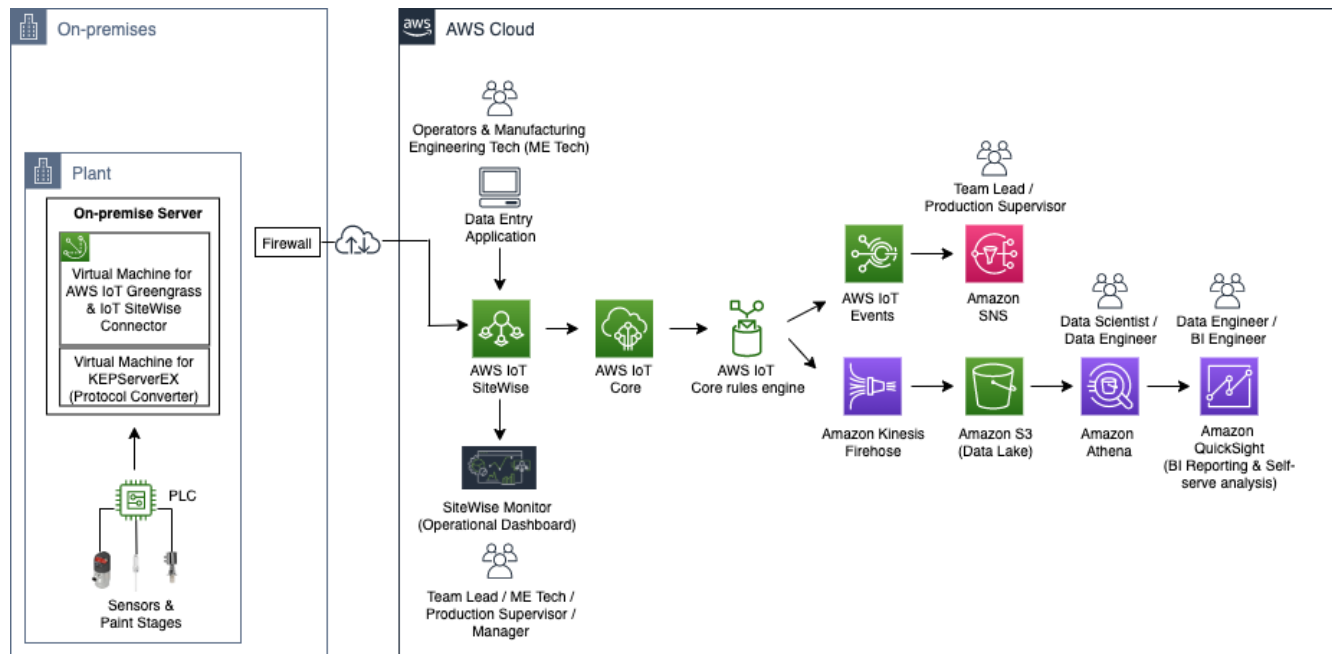 On-premises
Plant
On-premise Server
Virtual Machine for
AWS IoT Greengrass
& IoT SiteWise
Connector
Virtual Machine for
KEPServerEX
(Protocol Converter)
PLC
Sensors &
Paint Stages
Firewall
aws
AWS Cloud
Operators & Manufacturing
Engineering Tech (ME Tech)
Data Entry
Application
AWS IoT
SiteWise
SiteWise Monitor
(Operational Dashboard)
Team Lead / ME Tech /
Production Supervisor /
Manager
AWS IoT
Core
AWS IoT
Core rules engine
AWS IoT
Events
Team Lead /
Production Supervisor
Amazon
SNS
Amazon Kinesis
Firehose
Amazon S3
(Data Lake)
Data Scientist /
Data Engineer
Amazon
Athena
Data Engineer /
BI Engineer
Amazon
QuickSight
(BI Reporting & Self-
serve analysis)